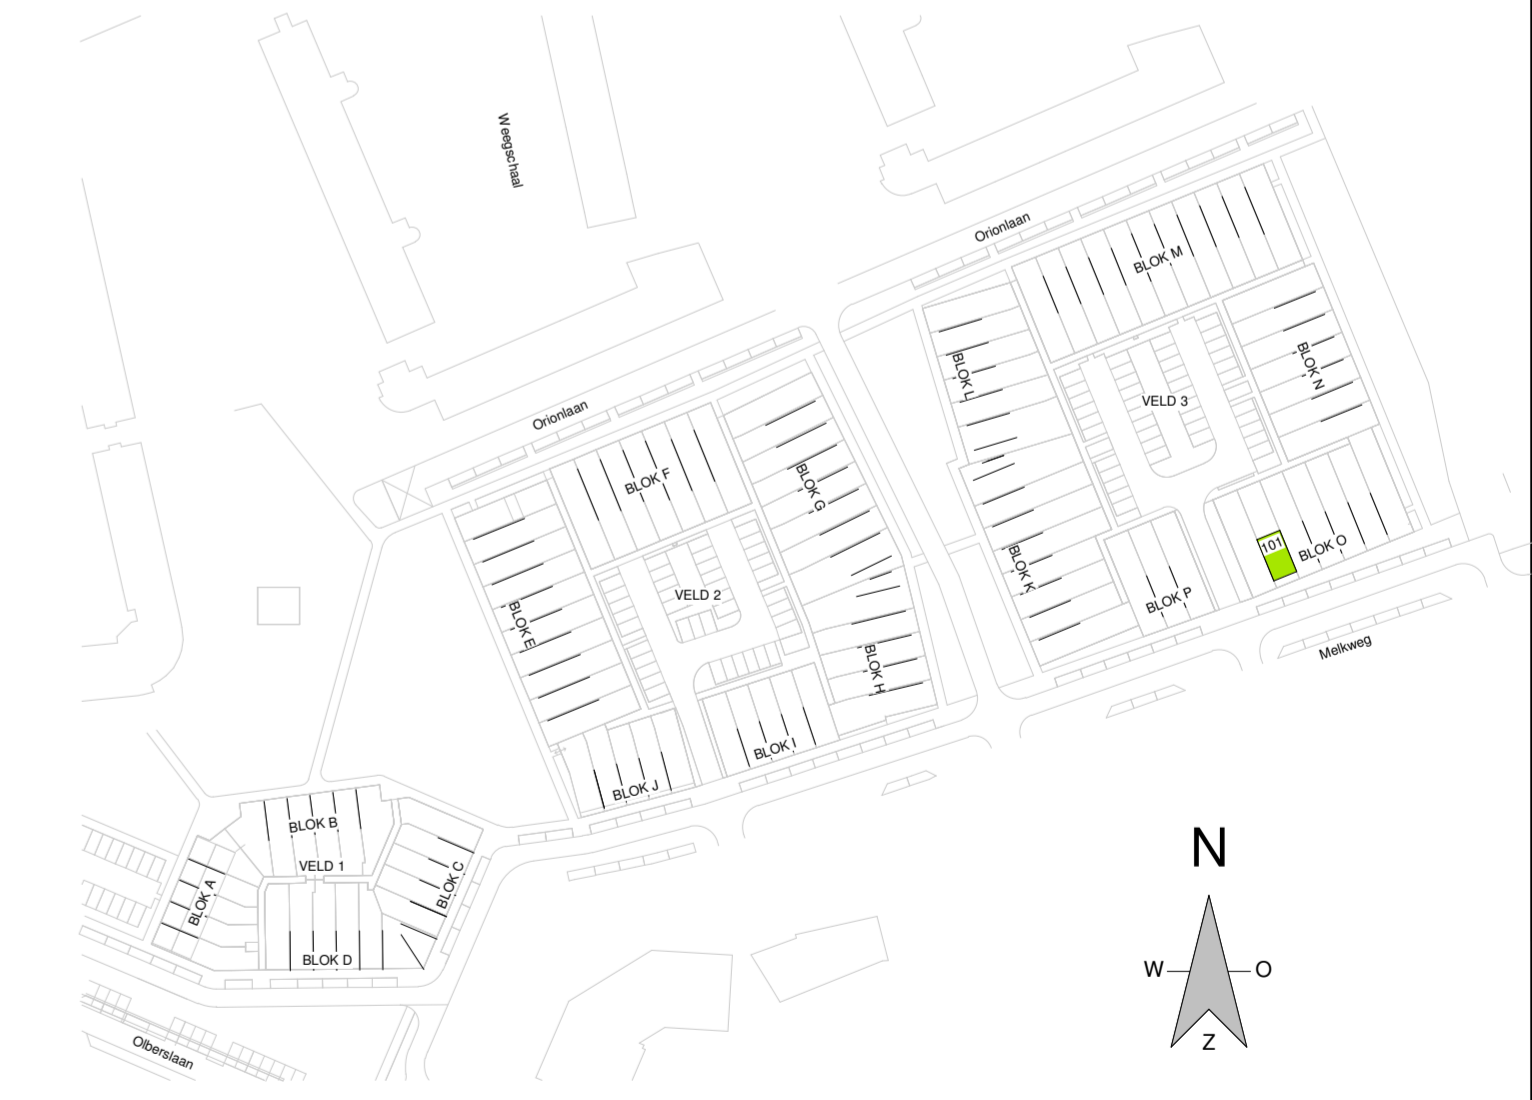 Weegschaal
Orionlaan
BLOK M
BLOK L
BLOK N
VELD 3
Orionlaan
BLOK F
BLOK G
101
BLOK O
BLOK K
BLOK P
VELD 2
BLOK E
Melkweg
BLOK H
BLOK I
BLOK J
BLOK B
VELD 1
BLOK C
BLOK A
BLOK D
Olberslaan
N
W O
Z